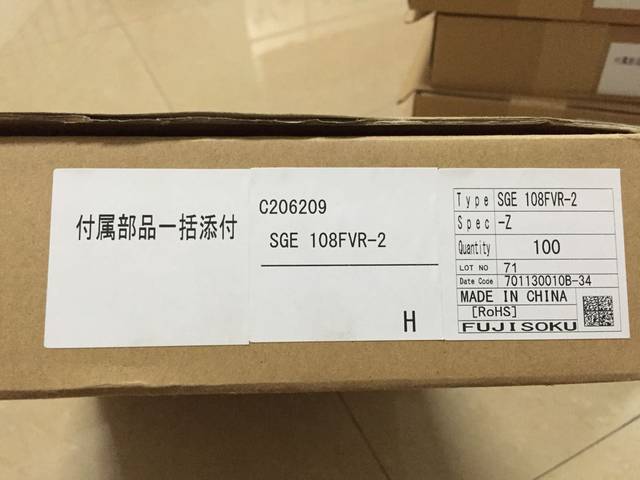 付属部品一括添付
C206209
SGE 108FVR-2
H
Type SGE 108FVR-2
Spec -Z
Quantity 100
LOT NO 71
Date Code 701130010B-34
MADE IN CHINA
[RoHS]
FUJISOKU